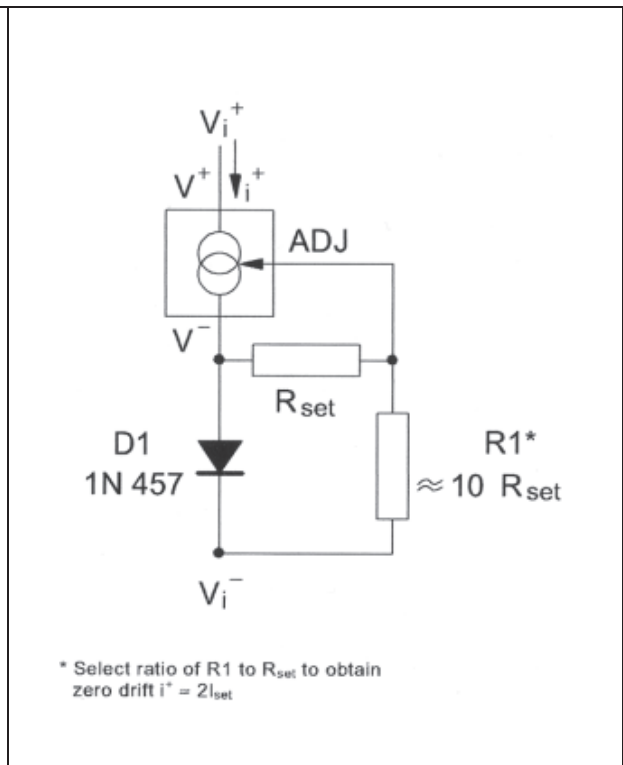 Vi+
V+
i+
ADJ
V−
Rset
D1
1N 457
R1*
≈ 10 Rset
Vi−
* Select ratio of R1 to Rset to obtain
zero drift i+ = 2Iset